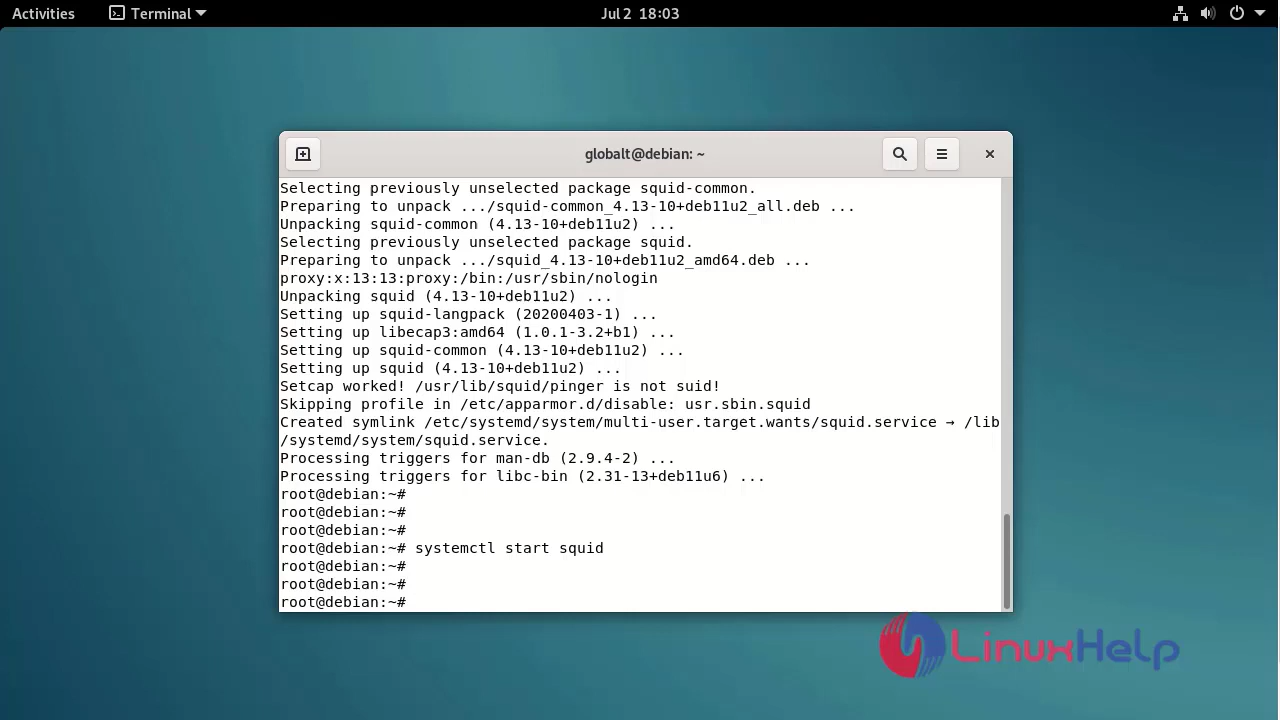 Activities
Terminal
Jul 2 18:03
globalt@debian: ~
Selecting previously unselected package squid-common.
Preparing to unpack .../squid-common_4.13-10+deb11u2_all.deb ...
Unpacking squid-common (4.13-10+deb11u2) ...
Selecting previously unselected package squid.
Preparing to unpack .../squid_4.13-10+deb11u2_amd64.deb ...
proxy:x:13:13:proxy:/bin:/usr/sbin/nologin
Unpacking squid (4.13-10+deb11u2) ...
Setting up squid-langpack (20200403-1) ...
Setting up libecap3:amd64 (1.0.1-3.2+b1) ...
Setting up squid-common (4.13-10+deb11u2) ...
Setting up squid (4.13-10+deb11u2) ...
Setcap worked! /usr/lib/squid/pinger is not suid!
Skipping profile in /etc/apparmor.d/disable: usr.sbin.squid
Created symlink /etc/systemd/system/multi-user.target.wants/squid.service → /lib
/systemd/system/squid.service.
Processing triggers for man-db (2.9.4-2) ...
Processing triggers for libc-bin (2.31-13+deb11u6) ...
root@debian:~#
root@debian:~#
root@debian:~#
root@debian:~# systemctl start squid
root@debian:~#
root@debian:~#
root@debian:~#
LinuxHelp